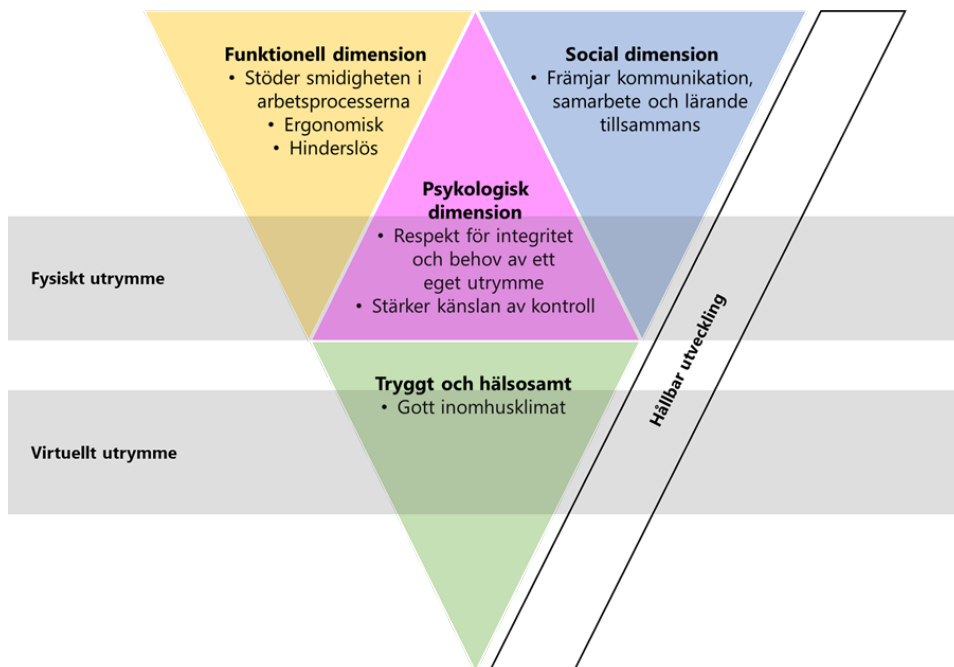 Funktionell dimension
• Stöder smidigheten i
arbetsprocesserna
• Ergonomisk
• Hinderslös
Social dimension
• Främjar kommunikation,
samarbete och lärande
tillsammans
Psykologisk
dimension
• Respekt för integritet
och behov av ett
eget utrymme
• Stärker känslan av kontroll
Fysiskt utrymme
Tryggt och hälsosamt
• Gott inomhusklimat
Virtuellt utrymme
Hållbar utveckling